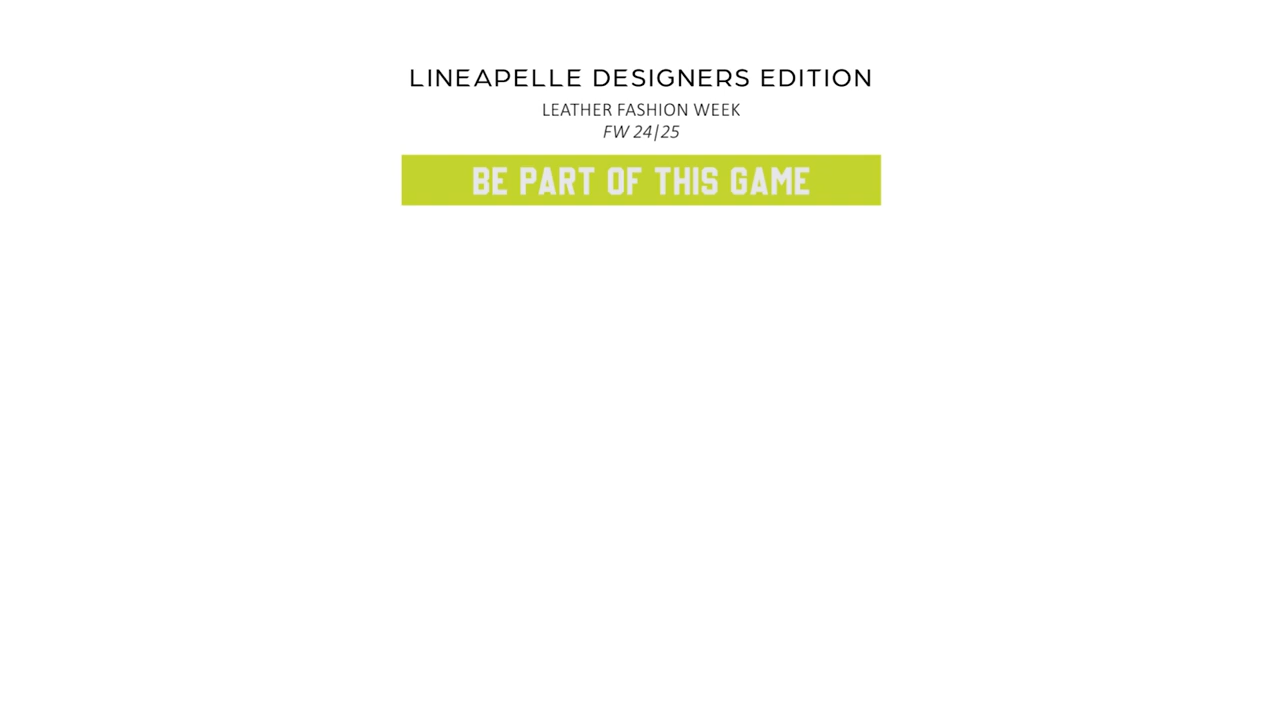 LINEAPELLE DESIGNERS EDITION
LEATHER FASHION WEEK
FW 24|25
BE PART OF THIS GAME